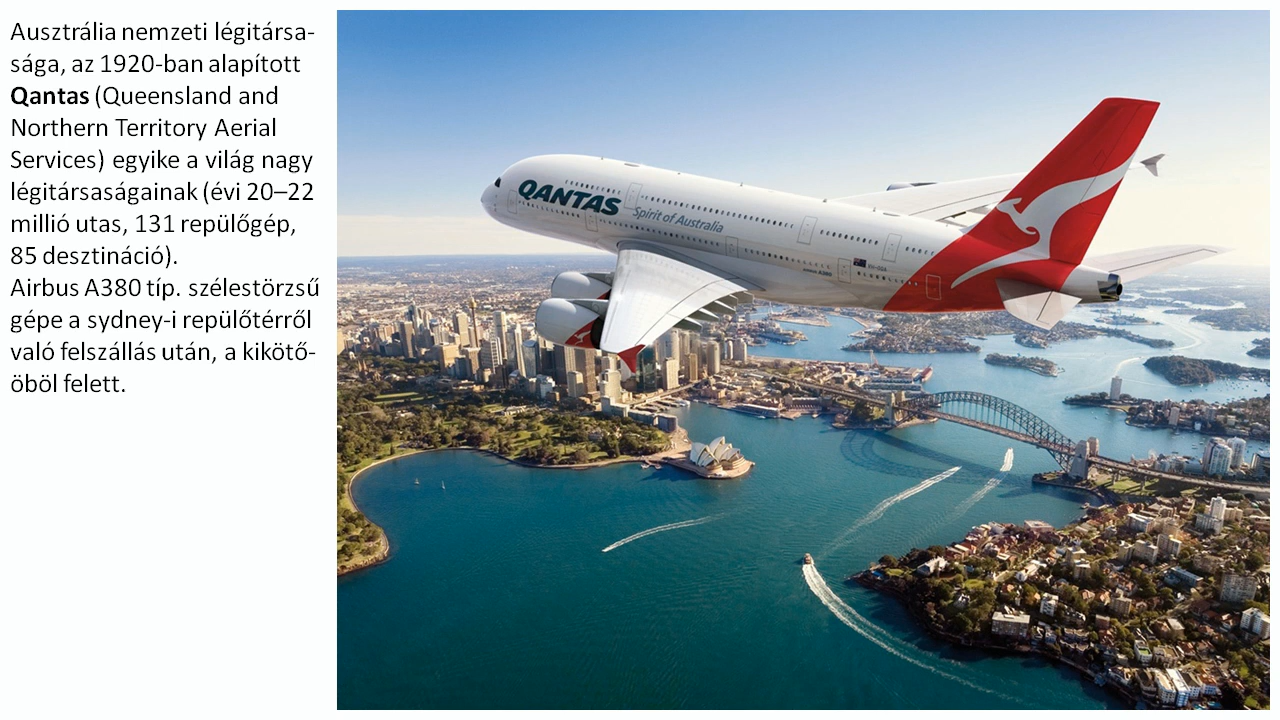 Ausztrália nemzeti légitársa-
sága, az 1920-ban alapított
Qantas (Queensland and
Northern Territory Aerial
Services) egyike a világ nagy
légitársaságainak (évi 20–22
millió utas, 131 repülőgép,
85 desztináció).
Airbus A380 típ. szélestörzsű
gépe a sydney-i repülőtérről
való felszállás után, a kikötő-
öböl felett.
QANTAS
Spirit of Australia